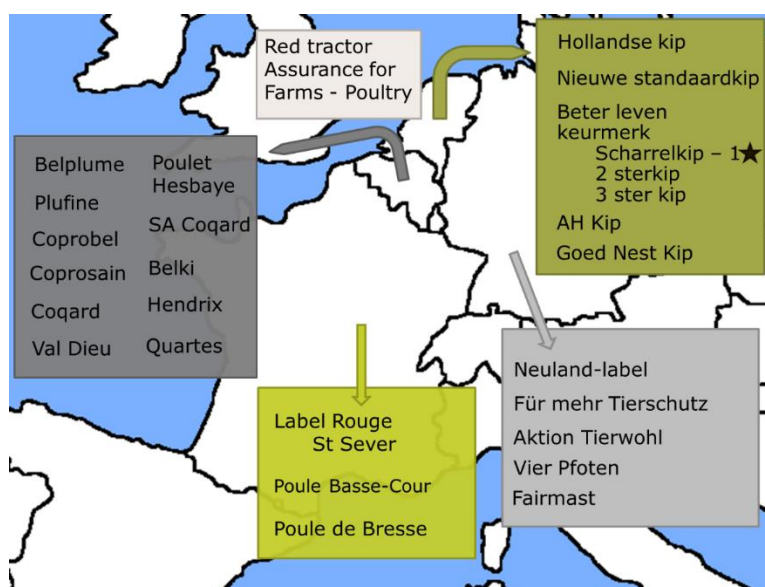 Red tractor
Assurance for
Farms - Poultry
Hollandse kip
Nieuwe standaardkip
Beter leven
keurmerk
Scharrelkip – 1★
2 sterkip
3 ster kip
AH Kip
Goed Nest Kip
Belplume
Plufine
Coprobel
Coprosain
Coqard
Val Dieu
Poulet
Hesbaye
SA Coqard
Belki
Hendrix
Quartes
Label Rouge
St Sever
Poule Basse-Cour
Poule de Bresse
Neuland-label
Für mehr Tierschutz
Aktion Tierwohl
Vier Pfoten
Fairmast